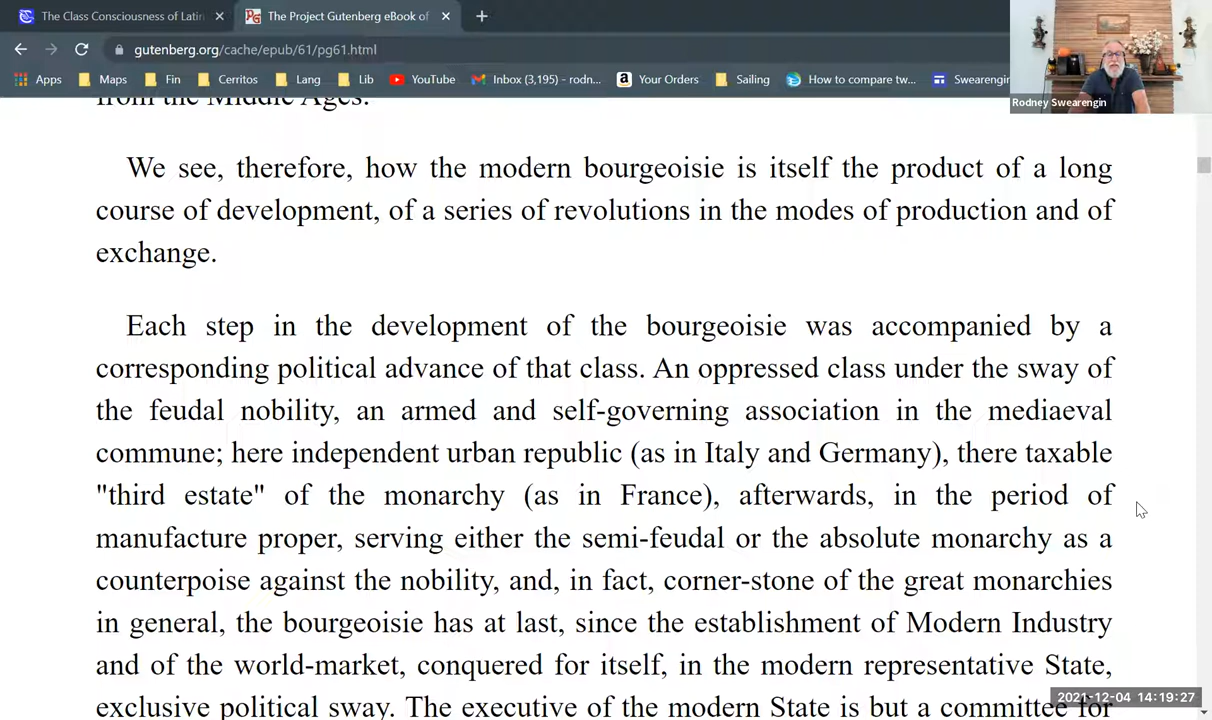 The Class Consciousness of Latin
The Project Gutenberg eBook of
gutenberg.org/cache/epub/61/pg61.html
Apps Maps Fin Cerritos Lang Lib YouTube Inbox (3,195) - rodn... Your Orders Sailing How to compare tw... Swearengin
Rodney Swearengin
from the Middle Ages.
We see, therefore, how the modern bourgeoisie is itself the product of a long
course of development, of a series of revolutions in the modes of production and of
exchange.
Each step in the development of the bourgeoisie was accompanied by a
corresponding political advance of that class. An oppressed class under the sway of
the feudal nobility, an armed and self-governing association in the mediaeval
commune; here independent urban republic (as in Italy and Germany), there taxable
"third estate" of the monarchy (as in France), afterwards, in the period of
manufacture proper, serving either the semi-feudal or the absolute monarchy as a
counterpoise against the nobility, and, in fact, corner-stone of the great monarchies
in general, the bourgeoisie has at last, since the establishment of Modern Industry
and of the world-market, conquered for itself, in the modern representative State,
exclusive political sway. The executive of the modern State is but a committee for
2021-12-04 14:19:27